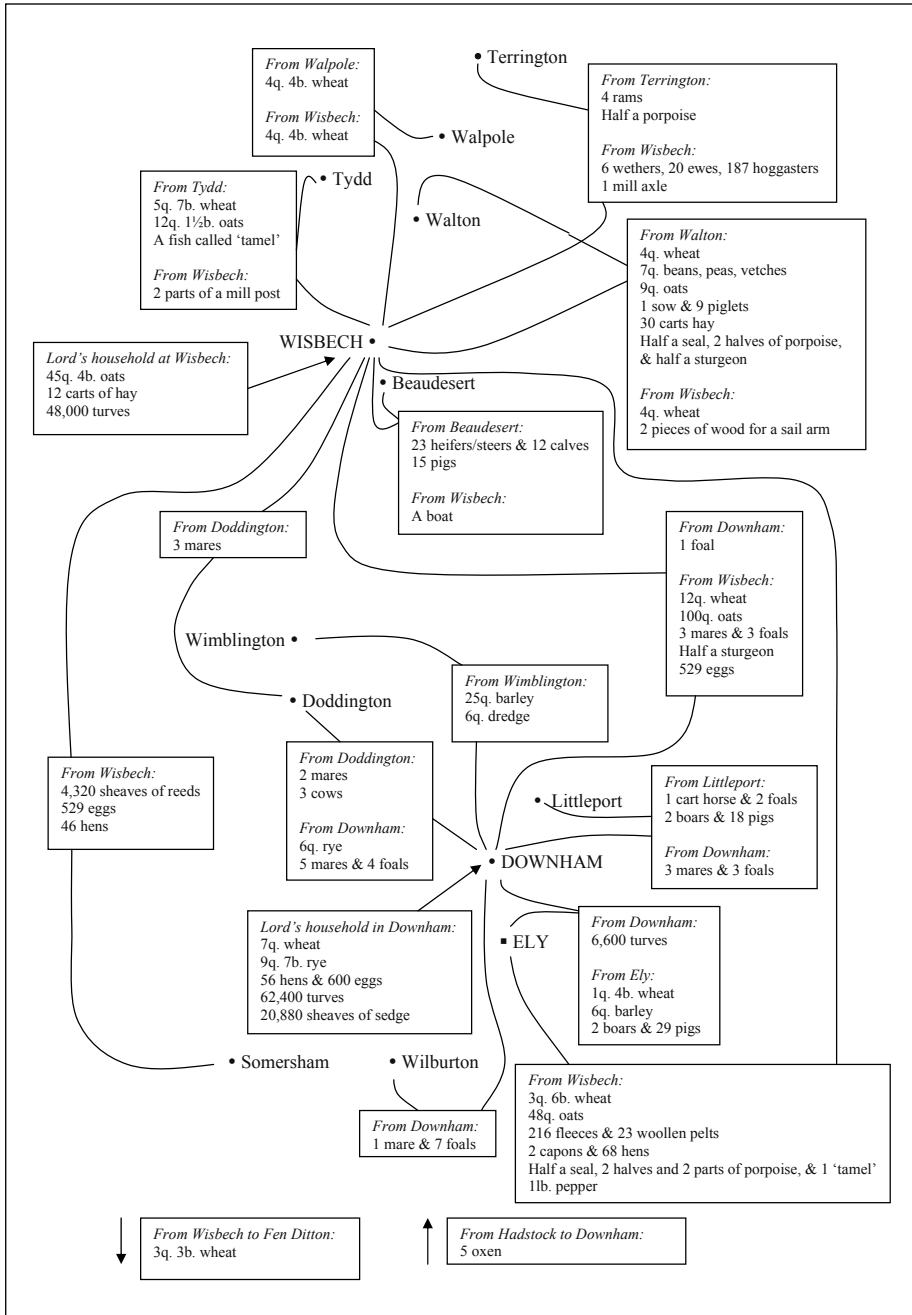 Terrington
From Walpole:
4q. 4b. wheat
From Wisbech:
4q. 4b. wheat
From Terrington:
4 rams
Half a porpoise
From Wisbech:
6 wethers, 20 ewes, 187 hoggasters
1 mill axle
Walpole
Tydd
From Tydd:
5q. 7b. wheat
12q. 1½b. oats
A fish called ‘tamel’
From Wisbech:
2 parts of a mill post
Walton
From Walton:
4q. wheat
7q. beans, peas, vetches
9q. oats
1 sow & 9 piglets
30 carts hay
Half a seal, 2 halves of porpoise,
& half a sturgeon
From Wisbech:
4q. wheat
2 pieces of wood for a sail arm
WISBECH
Lord’s household at Wisbech:
45q. 4b. oats
12 carts of hay
48,000 turves
Beaudesert
From Beaudesert:
23 heifers/steers & 12 calves
15 pigs
From Wisbech:
A boat
From Doddington:
3 mares
From Downham:
1 foal
From Wisbech:
12q. wheat
100q. oats
3 mares & 3 foals
Half a sturgeon
529 eggs
Wimblington
From Wimblington:
25q. barley
6q. dredge
Doddington
From Doddington:
2 mares
3 cows
From Downham:
6q. rye
5 mares & 4 foals
From Wisbech:
4,320 sheaves of reeds
529 eggs
46 hens
Littleport
From Littleport:
1 cart horse & 2 foals
2 boars & 18 pigs
From Downham:
3 mares & 3 foals
DOWNHAM
Lord’s household in Downham:
7q. wheat
9q. 7b. rye
56 hens & 600 eggs
62,400 turves
20,880 sheaves of sedge
ELY
From Downham:
6,600 turves
From Ely:
1q. 4b. wheat
6q. barley
2 boars & 29 pigs
Somersham
Wilburton
From Downham:
1 mare & 7 foals
From Wisbech:
3q. 6b. wheat
48q. oats
216 fleeces & 23 woollen pelts
2 capons & 68 hens
Half a seal, 2 halves and 2 parts of porpoise, & 1 ‘tamel’
1lb. pepper
From Wisbech to Fen Ditton:
3q. 3b. wheat
From Hadstock to Downham:
5 oxen